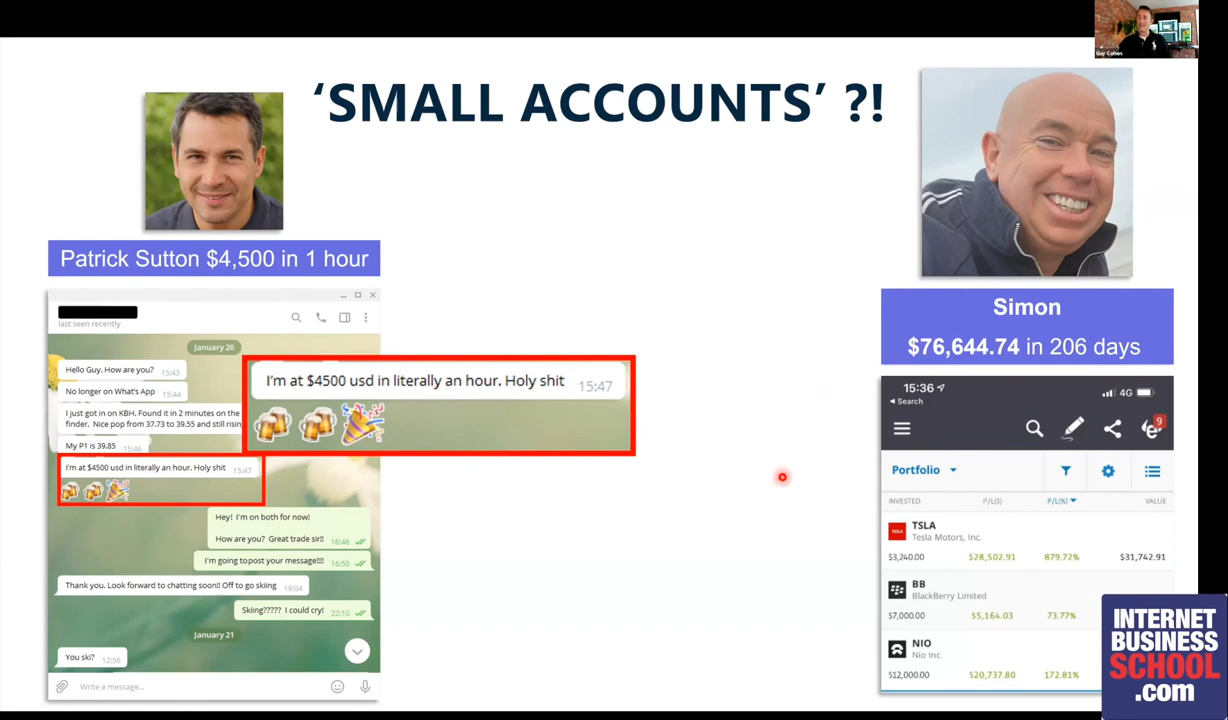 Guy Cohen
‘SMALL ACCOUNTS’ ?!
Patrick Sutton $4,500 in 1 hour
last seen recently
January 20
Hello Guy. How are you?
15:43
No longer on What's App
15:44
I just got in on KBH. Found it in 2 minutes on the
finder. Nice pop from 37.73 to 39.55 and still risin
My P1 is 39.85
15:46
I'm at $4500 usd in literally an hour. Holy shit
15:47
I'm at $4500 usd in literally an hour. Holy shit
15:47
Hey! I'm on both for now!
How are you? Great trade sir!!
16:46
I'm going topost your message!!!!
16:50
Thank you. Look forward to chatting soon!! Off to go skiing
19:04
Skiing????? I could cry!
22:10
January 21
You ski?
12:56
Write a message...
Simon
$76,644.74 in 206 days
15:36
4G
Search
9
Portfolio
INVESTED P/L($) P/L(%) VALUE
TSLA
Tesla Motors, Inc.
$3,240.00 $28,502.91 879.72% $31,742.91
BB
BlackBerry Limited
$7,000.00 $5,164.03 73.77%
NIO
Nio Inc.
$12,000.00 $20,737.80 172.81%
INTERNET
BUSINESS
SCHOOL
.com